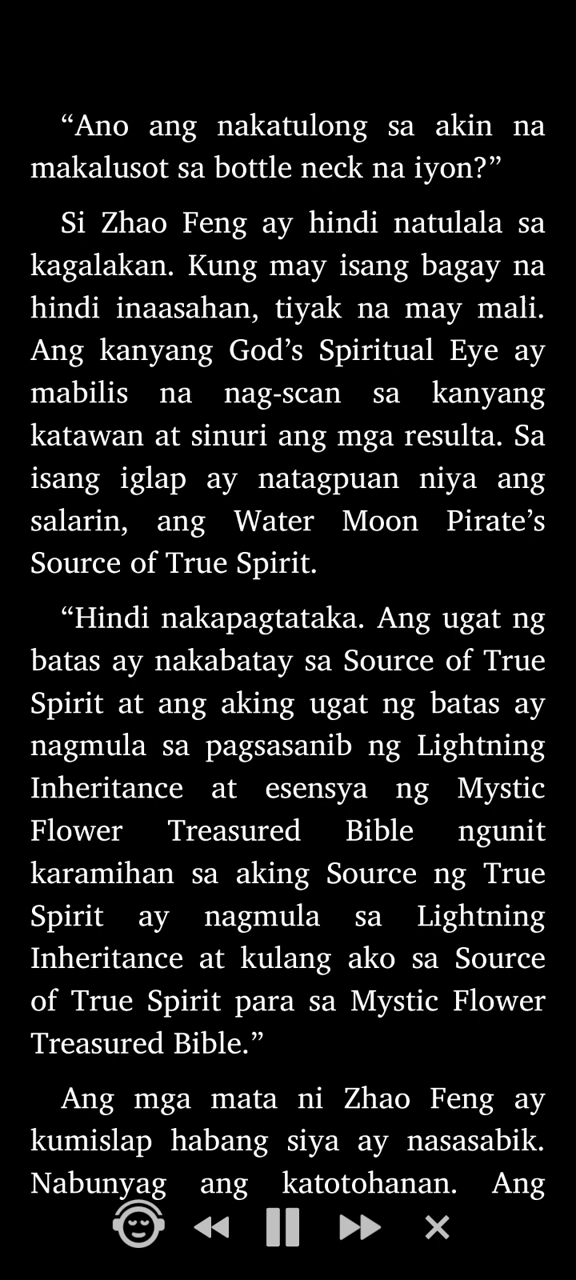 “Ano ang nakatulong sa akin na
makalusot sa bottle neck na iyon?”
Si Zhao Feng ay hindi natulala sa
kagalakan. Kung may isang bagay na
hindi inaasahan, tiyak na may mali.
Ang kanyang God’s Spiritual Eye ay
mabilis na nag-scan sa kanyang
katawan at sinuri ang mga resulta. Sa
isang iglap ay natagpuan niya ang
salarin, ang Water Moon Pirate’s
Source of True Spirit.
“Hindi nakapagtataka. Ang ugat ng
batas ay nakabatay sa Source of True
Spirit at ang aking ugat ng batas ay
nagmula sa pagsasanib ng Lightning
Inheritance at esensya ng Mystic
Flower Treasured Bible ngunit
karamihan sa aking Source ng True
Spirit ay nagmula sa Lightning
Inheritance at kulang ako sa Source
of True Spirit para sa Mystic Flower
Treasured Bible.”
Ang mga mata ni Zhao Feng ay
kumislap habang siya ay nasasabik.
Nabunyag ang katotohanan. Ang